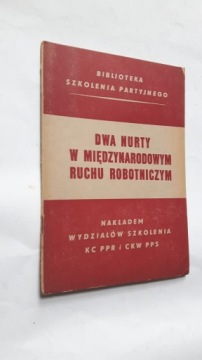 BIBLIOTEKA
SZKOLENIA PARTYJNEGO
DWA NURTY
W MIĘDZYNARODOWYM
RUCHU ROBOTNICZYM
NAKŁADEM
WYDZIAŁÓW SZKOLENIA
KC PPR i CKW PPS